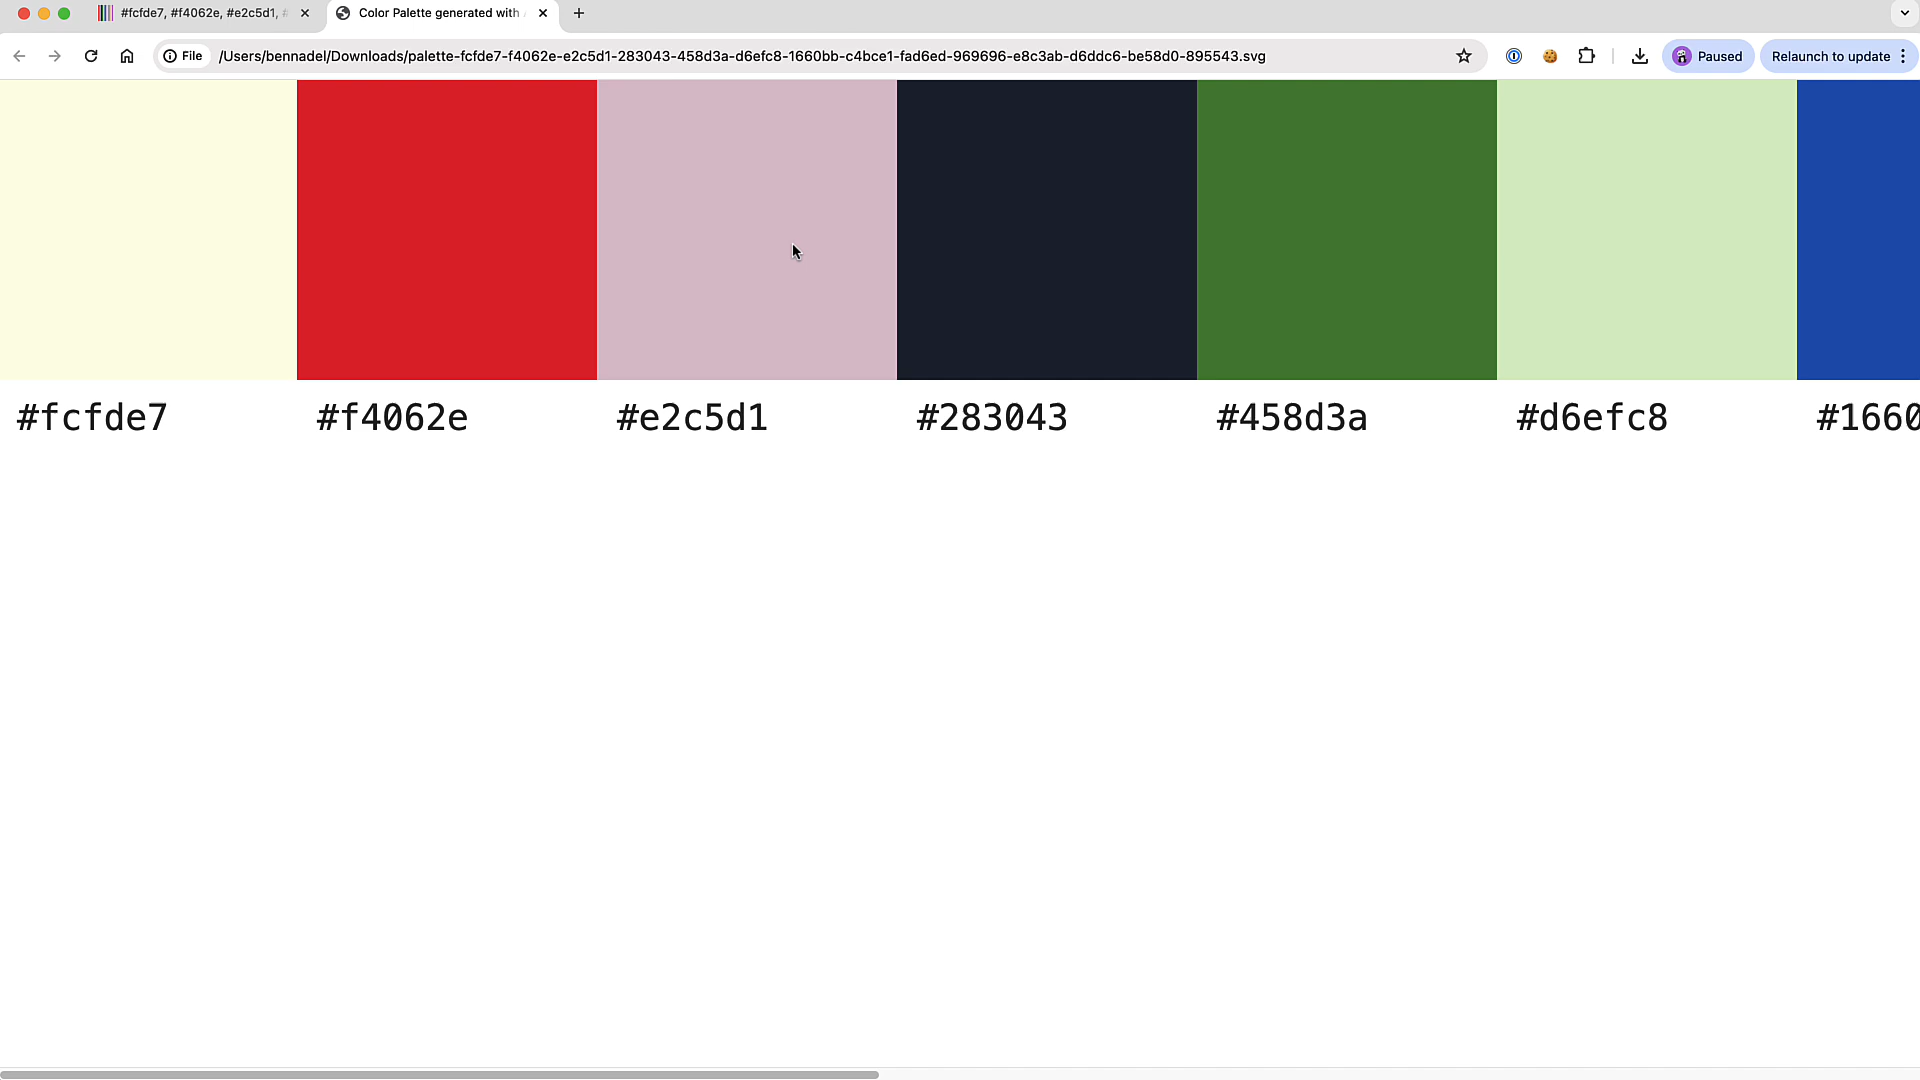 #fcfde7, #f4062e, #e2c5d1,
Color Palette generated with
File
/Users/bennadel/Downloads/palette-fcfde7-f4062e-e2c5d1-283043-458d3a-d6efc8-1660bb-c4bce1-fad6ed-969696-e8c3ab-d6ddc6-be58d0-895543.svg
Paused
Relaunch to update
#fcfde7 #f4062e #e2c5d1 #283043 #458d3a #d6efc8 #1660